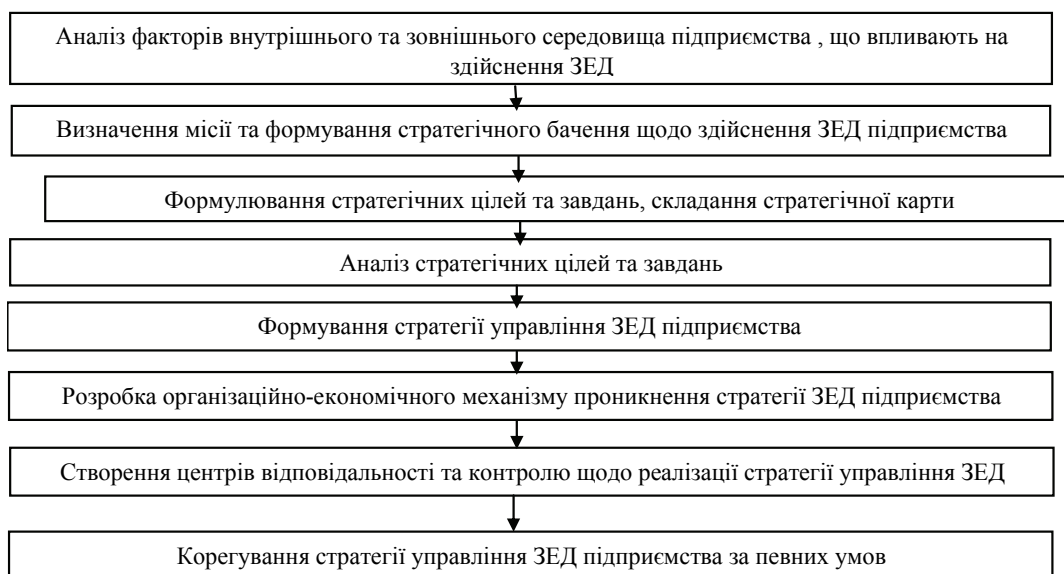 Аналіз факторів внутрішнього та зовнішнього середовища підприємства , що впливають на
здійснення ЗЕД
Визначення місії та формування стратегічного бачення щодо здійснення ЗЕД підприємства
Формулювання стратегічних цілей та завдань, складання стратегічної карти
Аналіз стратегічних цілей та завдань
Формування стратегії управління ЗЕД підприємства
Розробка організаційно-економічного механізму проникнення стратегії ЗЕД підприємства
Створення центрів відповідальності та контролю щодо реалізації стратегії управління ЗЕД
Корегування стратегії управління ЗЕД підприємства за певних умов